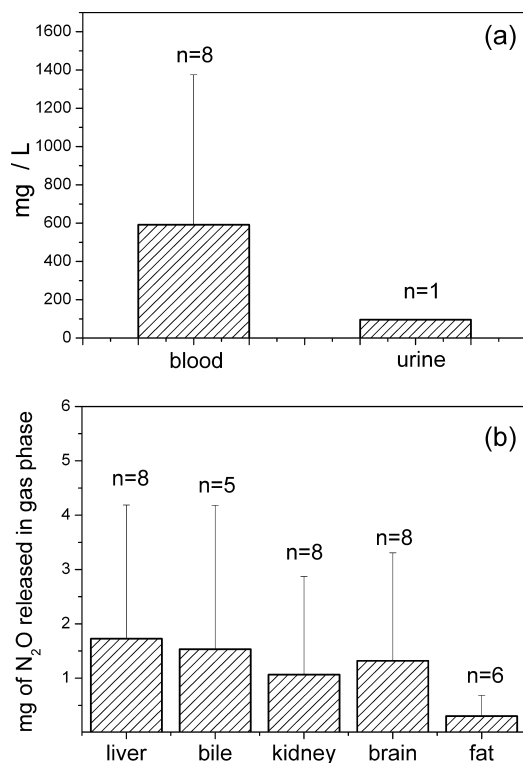 (a)
n=8
n=1
1600
1400
1200
1000
800
600
400
200
0
mg / L
blood urine
(b)
n=8 n=5 n=8 n=8 n=6
6
5
4
3
2
1
mg of N₂O released in gas phase
liver bile kidney brain fat